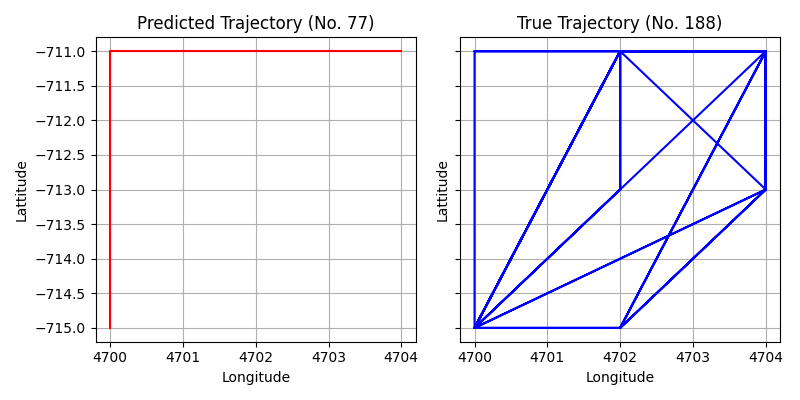 Predicted Trajectory (No. 77)
True Trajectory (No. 188)
−711.0
−711.5
−712.0
−712.5
−713.0
−713.5
−714.0
−714.5
−715.0
Lattitude
Lattitude
4700 4701 4702 4703 4704
4700 4701 4702 4703 4704
Longitude
Longitude